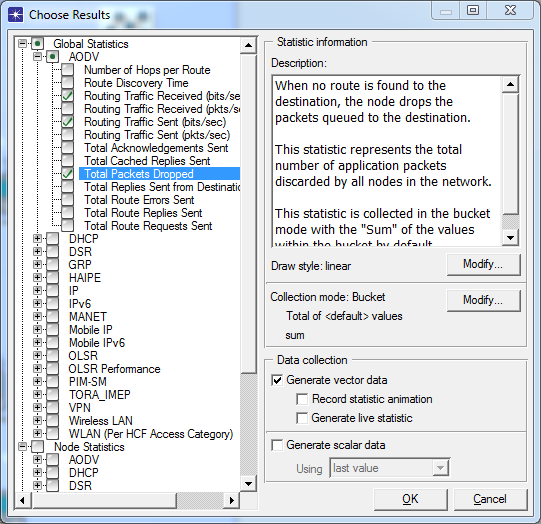 Choose Results
Global Statistics
AODV
Number of Hops per Route
Route Discovery Time
Routing Traffic Received (bits/se
Routing Traffic Received (pkts/se
Routing Traffic Sent (bits/sec)
Routing Traffic Sent (pkts/sec)
Total Acknowledgements Sent
Total Cached Replies Sent
Total Packets Dropped
Total Replies Sent from Destinatio
Total Route Errors Sent
Total Route Replies Sent
Total Route Requests Sent
DHCP
DSR
GRP
HAIPE
IP
IPv6
MANET
Mobile IP
Mobile IPv6
OLSR
OLSR Performance
PIM-SM
TORA_IMEP
VPN
Wireless LAN
WLAN (Per HCF Access Category)
Node Statistics
AODV
DHCP
DSR
Statistic information
Description:
When no route is found to the
destination, the node drops the
packets queued to the destination.
This statistic represents the total
number of application packets
discarded by all nodes in the network.
This statistic is collected in the bucket
mode with the "Sum" of the values
within the bucket by default.
Draw style: linear
Modify...
Collection mode: Bucket
Modify...
Total of <default> values
sum
Data collection
Generate vector data
Record statistic animation
Generate live statistic
Generate scalar data
Using
last value
OK
Cancel